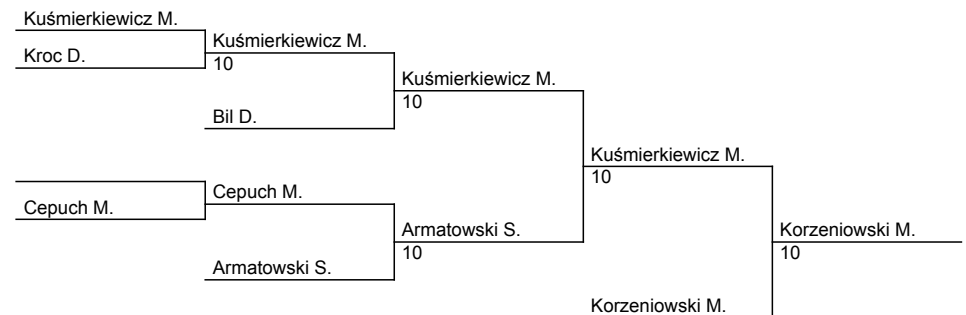 Kuśmierkiewicz M.
Kroc D.
Kuśmierkiewicz M.
10
Bil D.
Kuśmierkiewicz M.
10
Cepuch M.
Cepuch M.
Armatowski S.
Armatowski S.
10
Kuśmierkiewicz M.
10
Korzeniowski M.
Korzeniowski M.
10